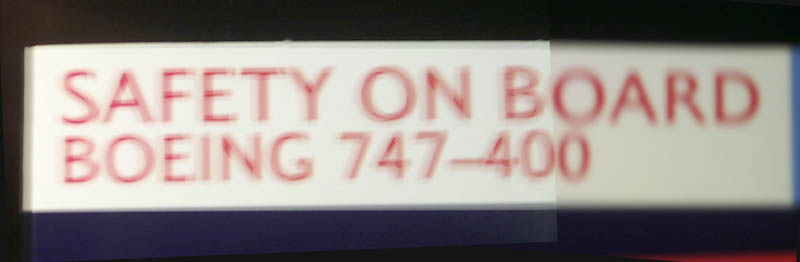 SAFETY ON BOARD
BOEING 747–400